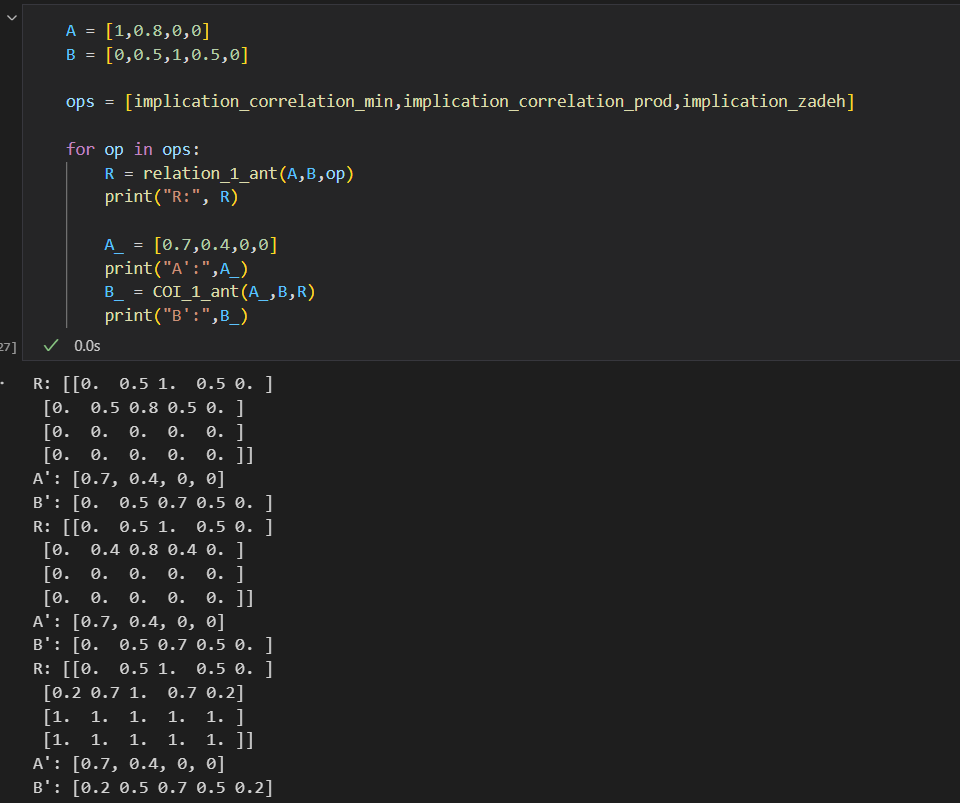 A = [1,0.8,0,0]
B = [0,0.5,1,0.5,0]
ops = [implication_correlation_min,implication_correlation_prod,implication_zadeh]
for op in ops:
    R = relation_1_ant(A,B,op)
    print("R:", R)
    A_ = [0.7,0.4,0,0]
    print("A':",A_)
    B_ = COI_1_ant(A_,B,R)
    print("B':",B_)
27]
0.0s
R: [[0.  0.5 1.  0.5 0. ]
 [0.  0.5 0.8 0.5 0. ]
 [0.  0.  0.  0.  0. ]
 [0.  0.  0.  0.  0. ]]
A': [0.7, 0.4, 0, 0]
B': [0.  0.5 0.7 0.5 0. ]
R: [[0.  0.5 1.  0.5 0. ]
 [0.  0.4 0.8 0.4 0. ]
 [0.  0.  0.  0.  0. ]
 [0.  0.  0.  0.  0. ]]
A': [0.7, 0.4, 0, 0]
B': [0.  0.5 0.7 0.5 0. ]
R: [[0.  0.5 1.  0.5 0. ]
 [0.2 0.7 1.  0.7 0.2]
 [1.  1.  1.  1.  1. ]
 [1.  1.  1.  1.  1. ]]
A': [0.7, 0.4, 0, 0]
B': [0.2 0.5 0.7 0.5 0.2]